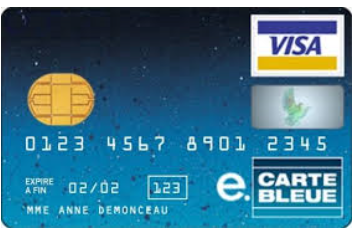 VISA
0123 4567 8901 2345
EXPIRE
A FIN 02/02 123
e. CARTE
BLEUE
MME ANNE DEMONCEAU